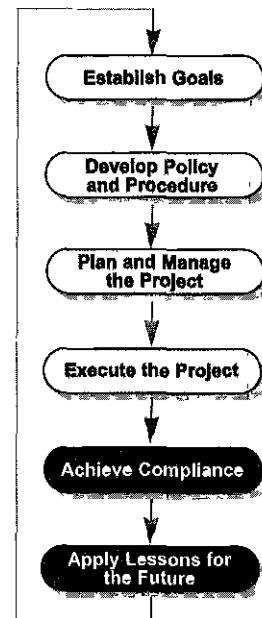 Establish Goals
Develop Policy
and Procedure
Plan and Manage
the Project
Execute the Project
Achieve Compliance
Apply Lessons for
the Future